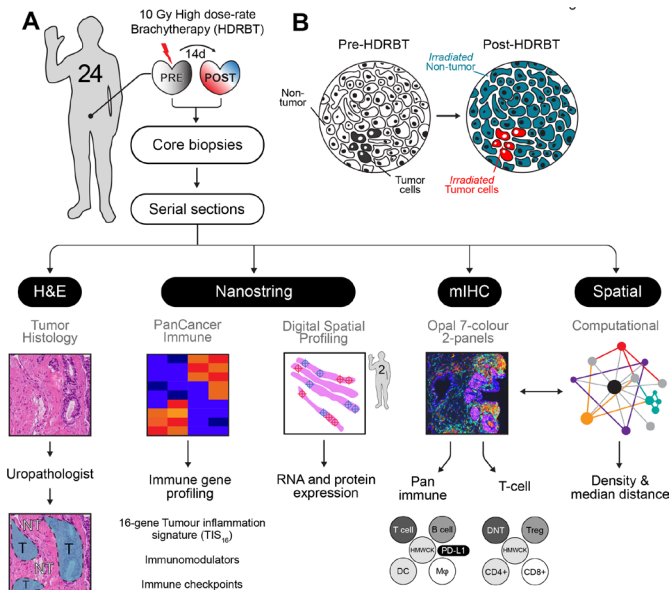 A
10 Gy High dose-rate
Brachytherapy (HDRBT)
14d
24
PRE
POST
Core biopsies
Serial sections
B
Pre-HDRBT
Post-HDRBT
Irradiated
Non-tumor
Non-
tumor
Tumor
cells
Irradiated
Tumor cells
H&E
Nanostring
mIHC
Spatial
Tumor
Histology
PanCancer
Immune
Digital Spatial
Profiling
Opal 7-colour
2-panels
Computational
2
Uropathologist
Immune gene
profiling
RNA and protein
expression
Pan
immune
T-cell
Density &
median distance
NT
T
T
NT
T
16-gene Tumour inflammation
signature (TIS16)
Immunomodulators
Immune checkpoints
T cell
B cell
HMWCK
PD-L1
DC
Mφ
DNT
Treg
HMWCK
CD4+
CD8+